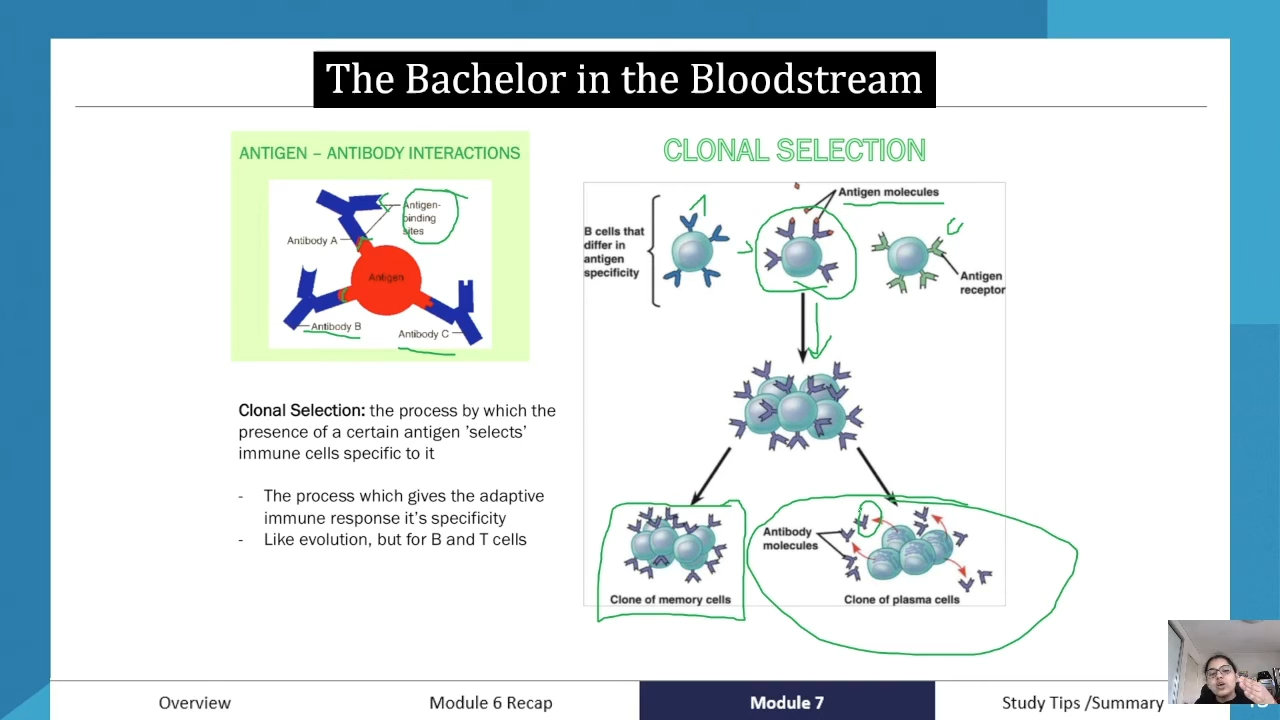 The Bachelor in the Bloodstream
ANTIGEN – ANTIBODY INTERACTIONS
Antigen-
binding
sites
Antibody A
Antigen
Antibody B
Antibody C
Clonal Selection: the process by which the
presence of a certain antigen ’selects’
immune cells specific to it
- The process which gives the adaptive
immune response it’s specificity
- Like evolution, but for B and T cells
CLONAL SELECTION
Antigen molecules
B cells that
differ in
antigen
specificity
Antigen
receptor
Antibody
molecules
Clone of memory cells
Clone of plasma cells
Overview
Module 6 Recap
Module 7
Study Tips /Summary